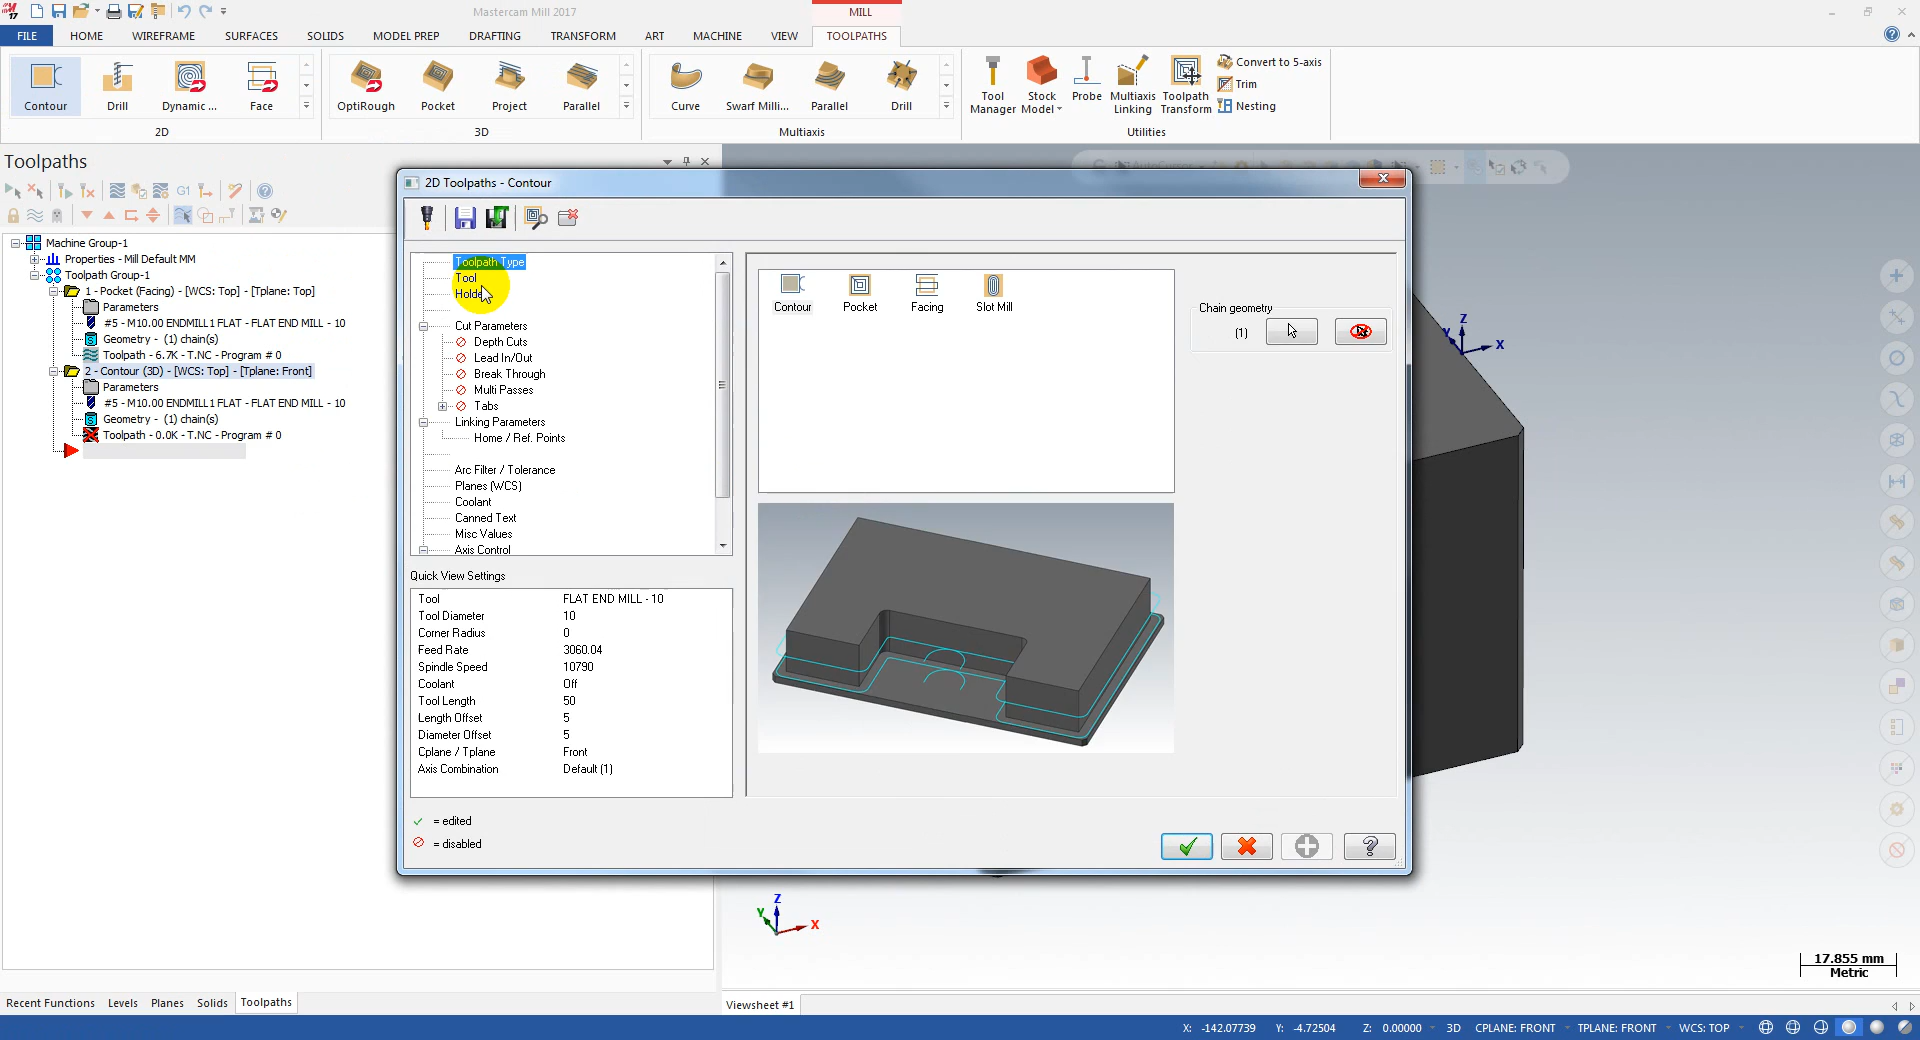 Mastercam Mill 2017
MILL
17
FILE HOME WIREFRAME SURFACES SOLIDS MODEL PREP DRAFTING TRANSFORM ART MACHINE VIEW TOOLPATHS
Contour Drill Dynamic ... Face
2D
OptiRough Pocket Project Parallel
3D
Curve Swarf Milli... Parallel Drill
Multiaxis
Tool Manager
Stock Model
Probe
Multiaxis Linking
Toolpath Transform
Convert to 5-axis
Trim
Nesting
Utilities
Toolpaths
G1
Machine Group-1
Properties - Mill Default MM
Toolpath Group-1
1 - Pocket (Facing) - [WCS: Top] - [Tplane: Top]
Parameters
#5 - M10.00 ENDMILL1 FLAT - FLAT END MILL - 10
Geometry - (1) chain(s)
Toolpath - 6.7K - T.NC - Program # 0
2 - Contour (3D) - [WCS: Top] - [Tplane: Front]
Parameters
#5 - M10.00 ENDMILL1 FLAT - FLAT END MILL - 10
Geometry - (1) chain(s)
Toolpath - 0.0K - T.NC - Program # 0
2D Toolpaths - Contour
Toolpath Type
Tool
Holder
Cut Parameters
Depth Cuts
Lead In/Out
Break Through
Multi Passes
Tabs
Linking Parameters
Home / Ref. Points
Arc Filter / Tolerance
Planes (WCS)
Coolant
Canned Text
Misc Values
Axis Control
Quick View Settings
Tool FLAT END MILL - 10
Tool Diameter 10
Corner Radius 0
Feed Rate 3060.04
Spindle Speed 10790
Coolant Off
Tool Length 50
Length Offset 5
Diameter Offset 5
Cplane / Tplane Front
Axis Combination Default (1)
= edited
= disabled
Contour Pocket Facing Slot Mill
Chain geometry
(1)
Z
Y
X
Z
Y
X
17.855 mm
Metric
Recent Functions Levels Planes Solids Toolpaths
Viewsheet #1
X: -142.07739 Y: -4.72504 Z: 0.00000 3D CPLANE: FRONT TPLANE: FRONT WCS: TOP